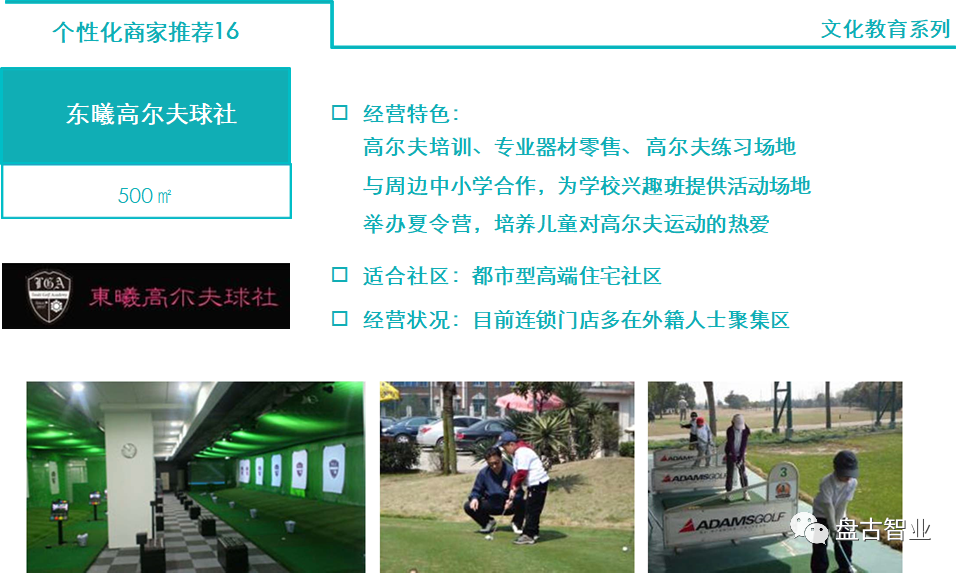 个性化商家推荐16
文化教育系列
东曦高尔夫球社
500㎡
经营特色：
高尔夫培训、专业器材零售、高尔夫练习场地
与周边中小学合作，为学校兴趣班提供活动场地
举办夏令营，培养儿童对高尔夫运动的热爱
适合社区：都市型高端住宅社区
经营状况：目前连锁门店多在外籍人士聚集区
TGA
東曦高尔夫球社
ADAMSGOLF
3
ADAMSGOLF
ADAMSGOLF
盘古智业